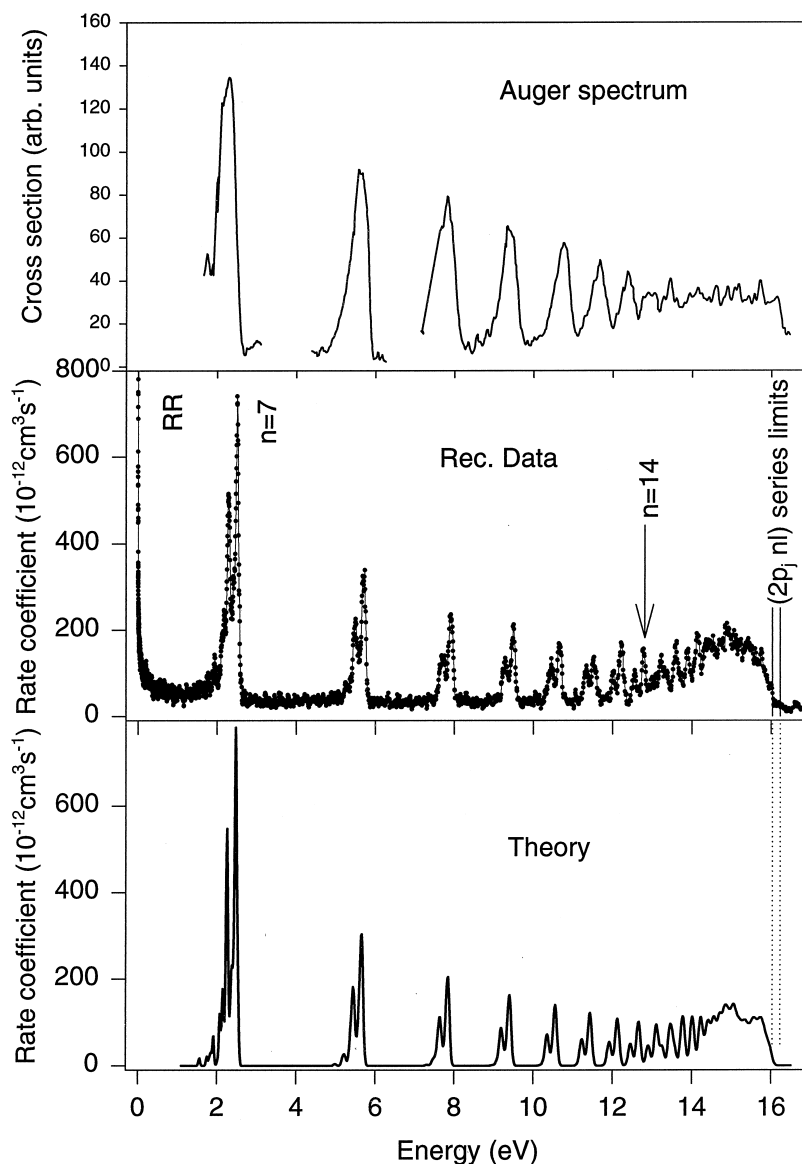 160
140
120
100
80
60
40
20
0
Cross section (arb. units)
Auger spectrum
800
600
400
200
0
Rate coefficient (10⁻¹²cm³s⁻¹)
RR
n=7
Rec. Data
n=14
(2pⱼ nl) series limits
600
400
200
0
Rate coefficient (10⁻¹²cm³s⁻¹)
Theory
0 2 4 6 8 10 12 14 16
Energy (eV)